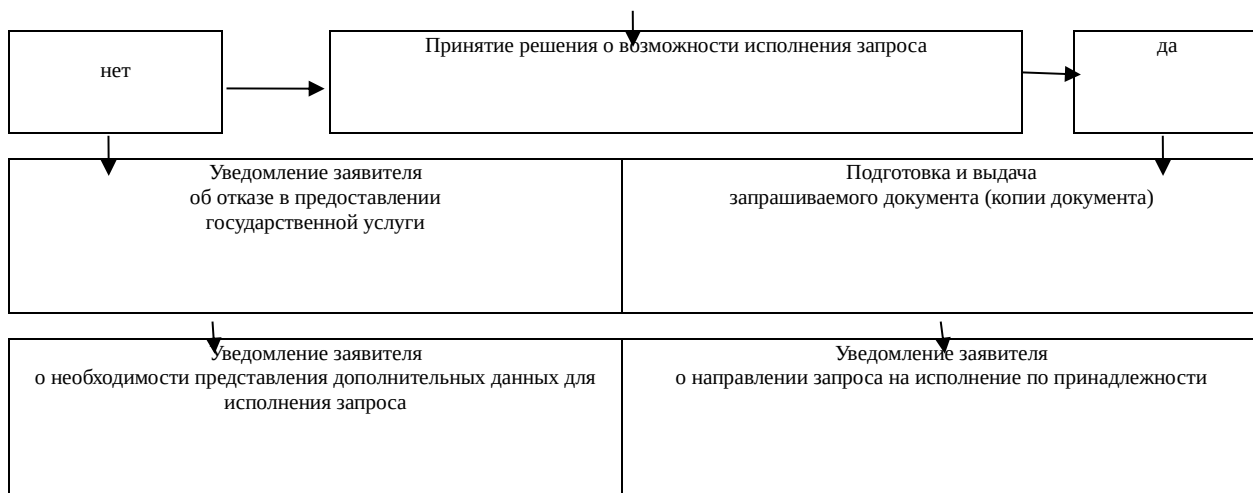 Принятие решения о возможности исполнения запроса
нет
да
Уведомление заявителя
об отказе в предоставлении
государственной услуги
Подготовка и выдача
запрашиваемого документа (копии документа)
Уведомление заявителя
о необходимости представления дополнительных данных для
исполнения запроса
Уведомление заявителя
о направлении запроса на исполнение по принадлежности